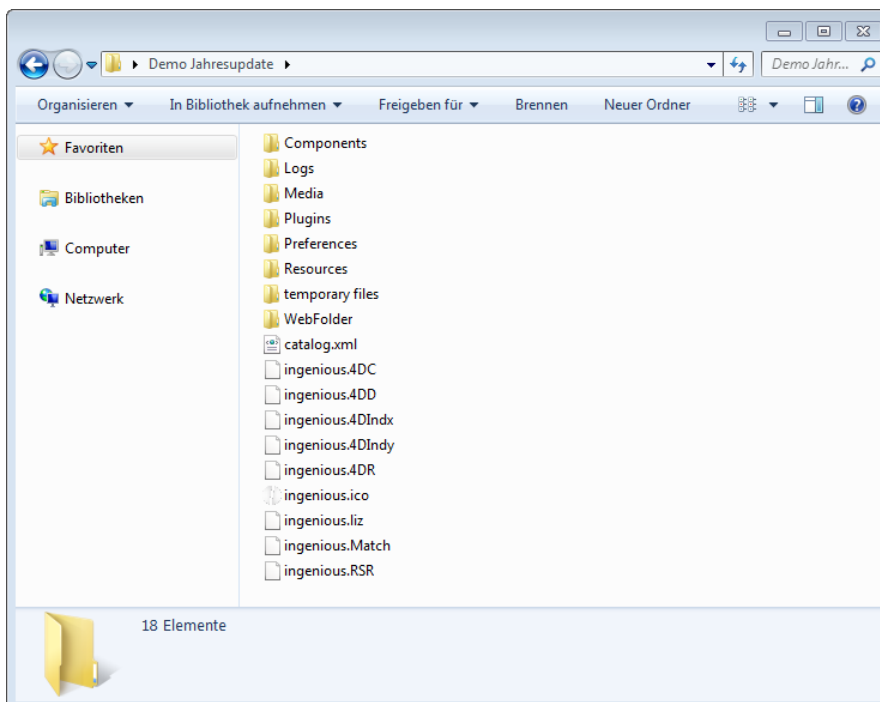 Demo Jahresupdate
Demo Jahr...
Organisieren In Bibliothek aufnehmen Freigeben für Brennen Neuer Ordner
Favoriten
Bibliotheken
Computer
Netzwerk
Components
Logs
Media
Plugins
Preferences
Resources
temporary files
WebFolder
catalog.xml
ingenious.4DC
ingenious.4DD
ingenious.4DIndx
ingenious.4DIndy
ingenious.4DR
ingenious.ico
ingenious.liz
ingenious.Match
ingenious.RSR
18 Elemente